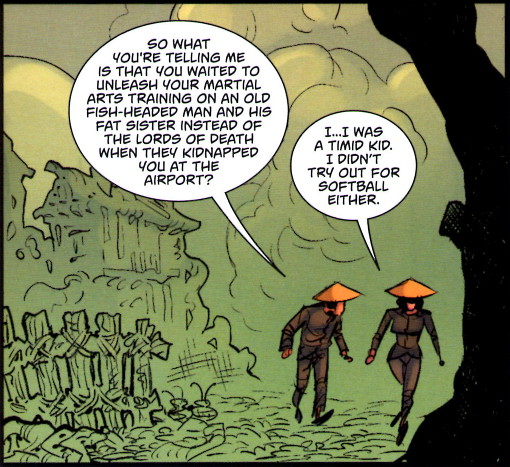 SO WHAT
YOU'RE TELLING ME
IS THAT YOU WAITED TO
UNLEASH YOUR MARTIAL
ARTS TRAINING ON AN OLD
FISH-HEADED MAN AND HIS
FAT SISTER INSTEAD OF
THE LORDS OF DEATH
WHEN THEY KIDNAPPED
YOU AT THE
AIRPORT?
I...I WAS
A TIMID KID.
I DIDN'T
TRY OUT FOR
SOFTBALL
EITHER.